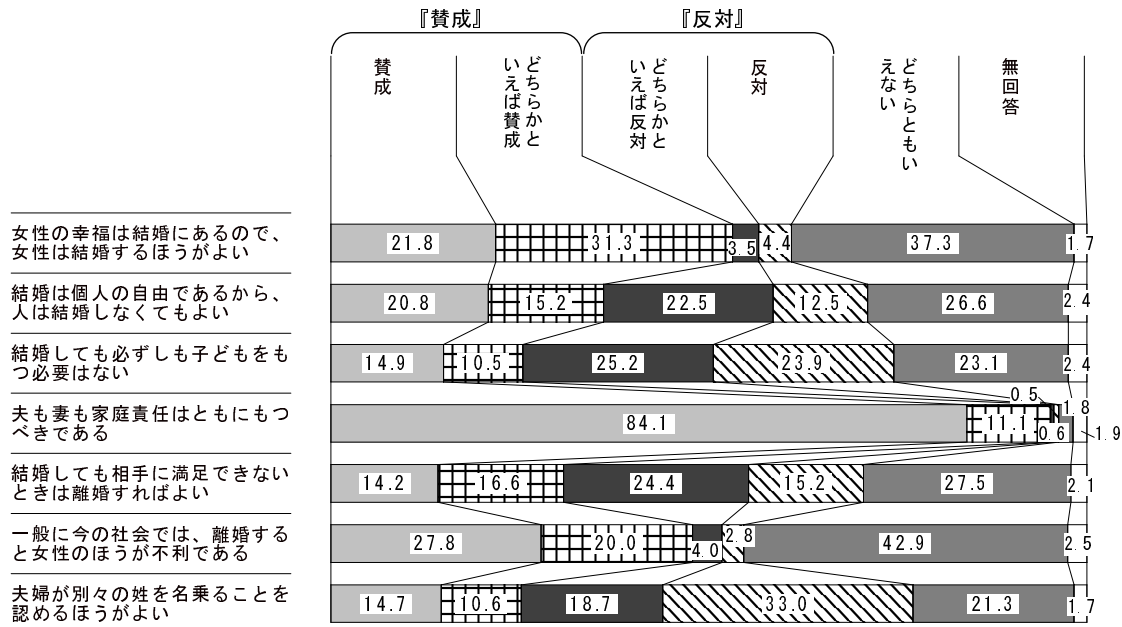 『賛成』
『反対』
賛成
どちらかと
いえば賛成
どちらかと
いえば反対
反対
どちらともい
えない
無回答
女性の幸福は結婚にあるので、
女性は結婚するほうがよい
21.8
31.3
3.5
4.4
37.3
1.7
結婚は個人の自由であるから、
人は結婚しなくてもよい
20.8
15.2
22.5
12.5
26.6
2.4
結婚しても必ずしも子どもをも
つ必要はない
14.9
10.5
25.2
23.9
23.1
2.4
夫も妻も家庭責任はともにもつ
べきである
84.1
11.1
0.5
0.6
1.8
1.9
結婚しても相手に満足できない
ときは離婚すればよい
14.2
16.6
24.4
15.2
27.5
2.1
一般に今の社会では、離婚する
と女性のほうが不利である
27.8
20.0
4.0
2.8
42.9
2.5
夫婦が別々の姓を名乗ることを
認めるほうがよい
14.7
10.6
18.7
33.0
21.3
1.7